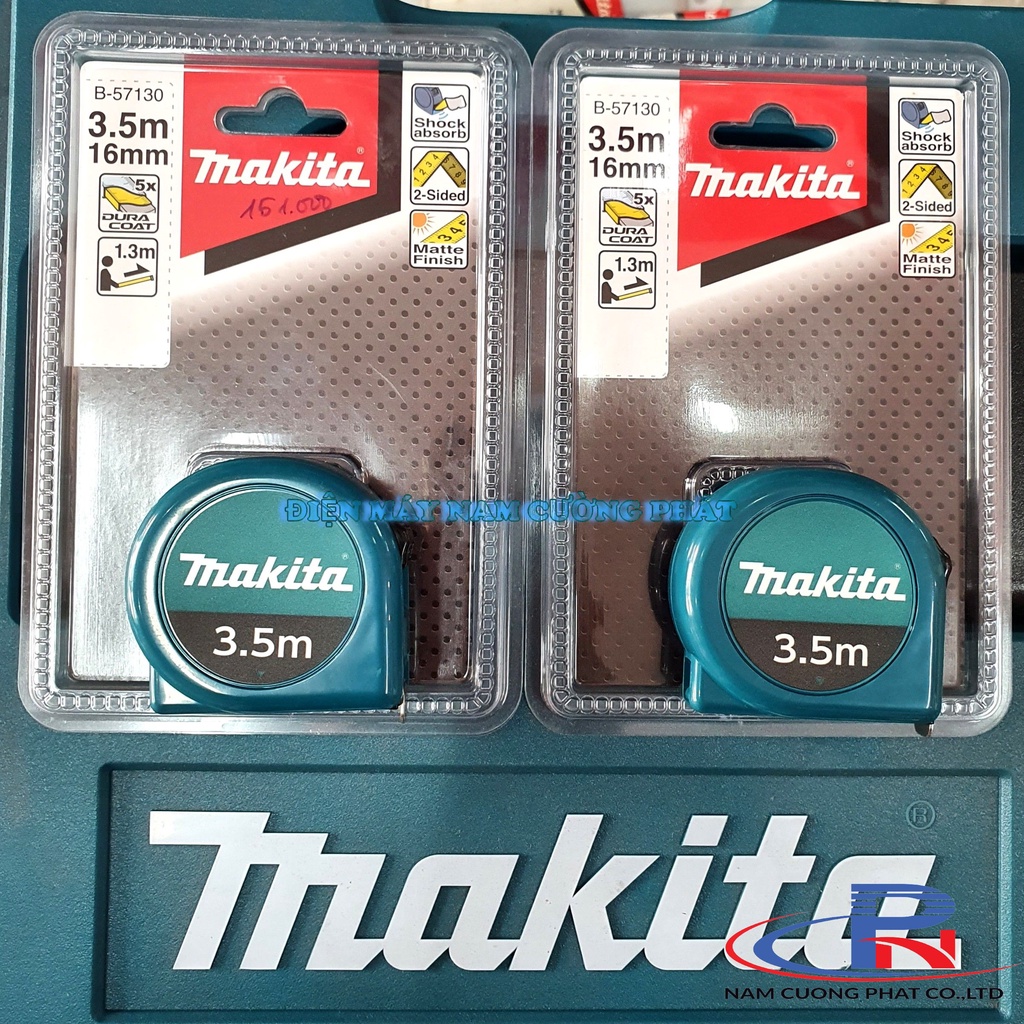 B-57130
3.5m
16mm
5x
DURA
COAT
1.3m
makita®
151.000
Shock
absorb
2-Sided
Matte
Finish
B-57130
3.5m
16mm
5x
DURA
COAT
1.3m
makita®
Shock
absorb
2-Sided
Matte
Finish
ĐIỆN MÁY NAM CƯỜNG PHÁT
makita®
3.5m
makita®
3.5m
makita®
NAM CUONG PHAT CO.,LTD